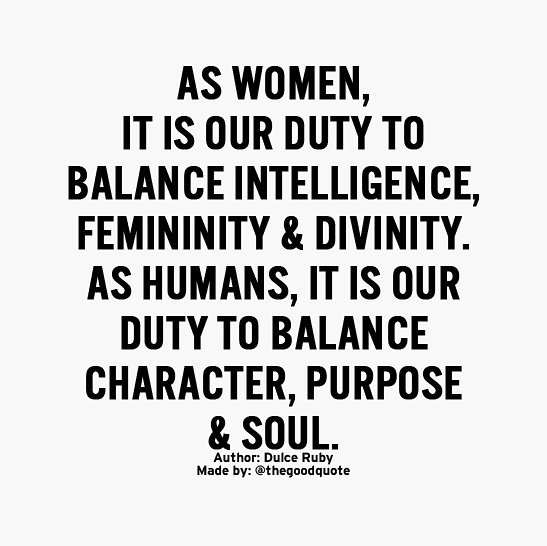 AS WOMEN,
IT IS OUR DUTY TO
BALANCE INTELLIGENCE,
FEMININITY & DIVINITY.
AS HUMANS, IT IS OUR
DUTY TO BALANCE
CHARACTER, PURPOSE
& SOUL.
Author: Dulce Ruby
Made by: @thegoodquote